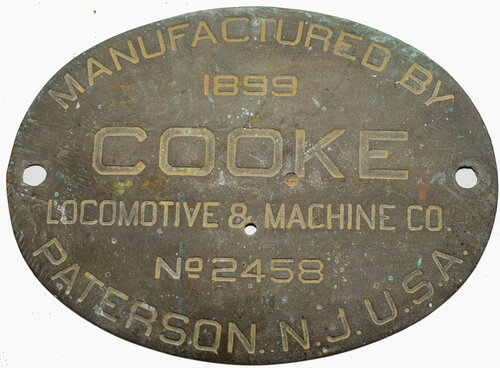 MANUFACTURED BY
1899
COOKE
LOCOMOTIVE & MACHINE CO
Nº 2458
PATERSON. N.J. U.S.A.